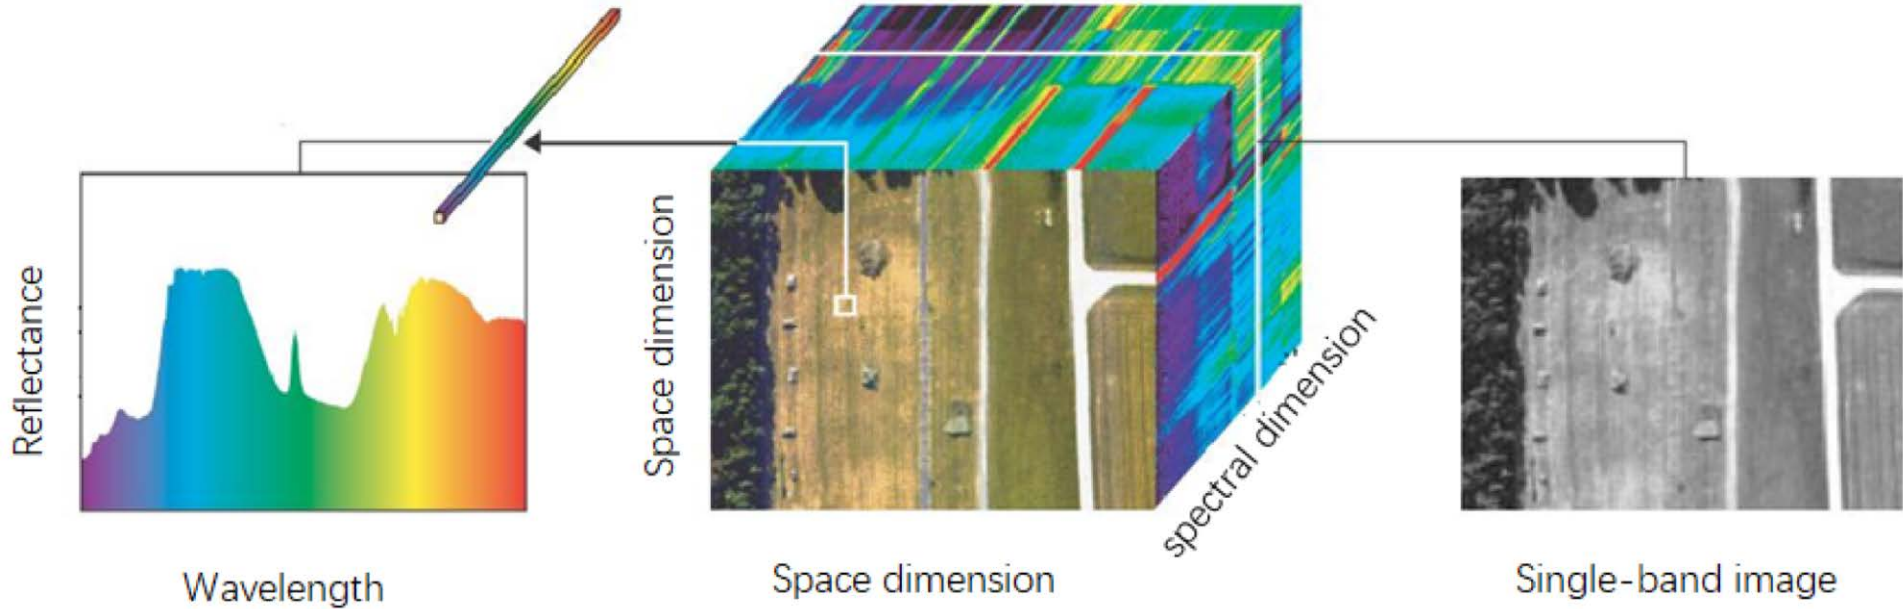 Reflectance
Wavelength
Space dimension
Space dimension
spectral dimension
Single-band image